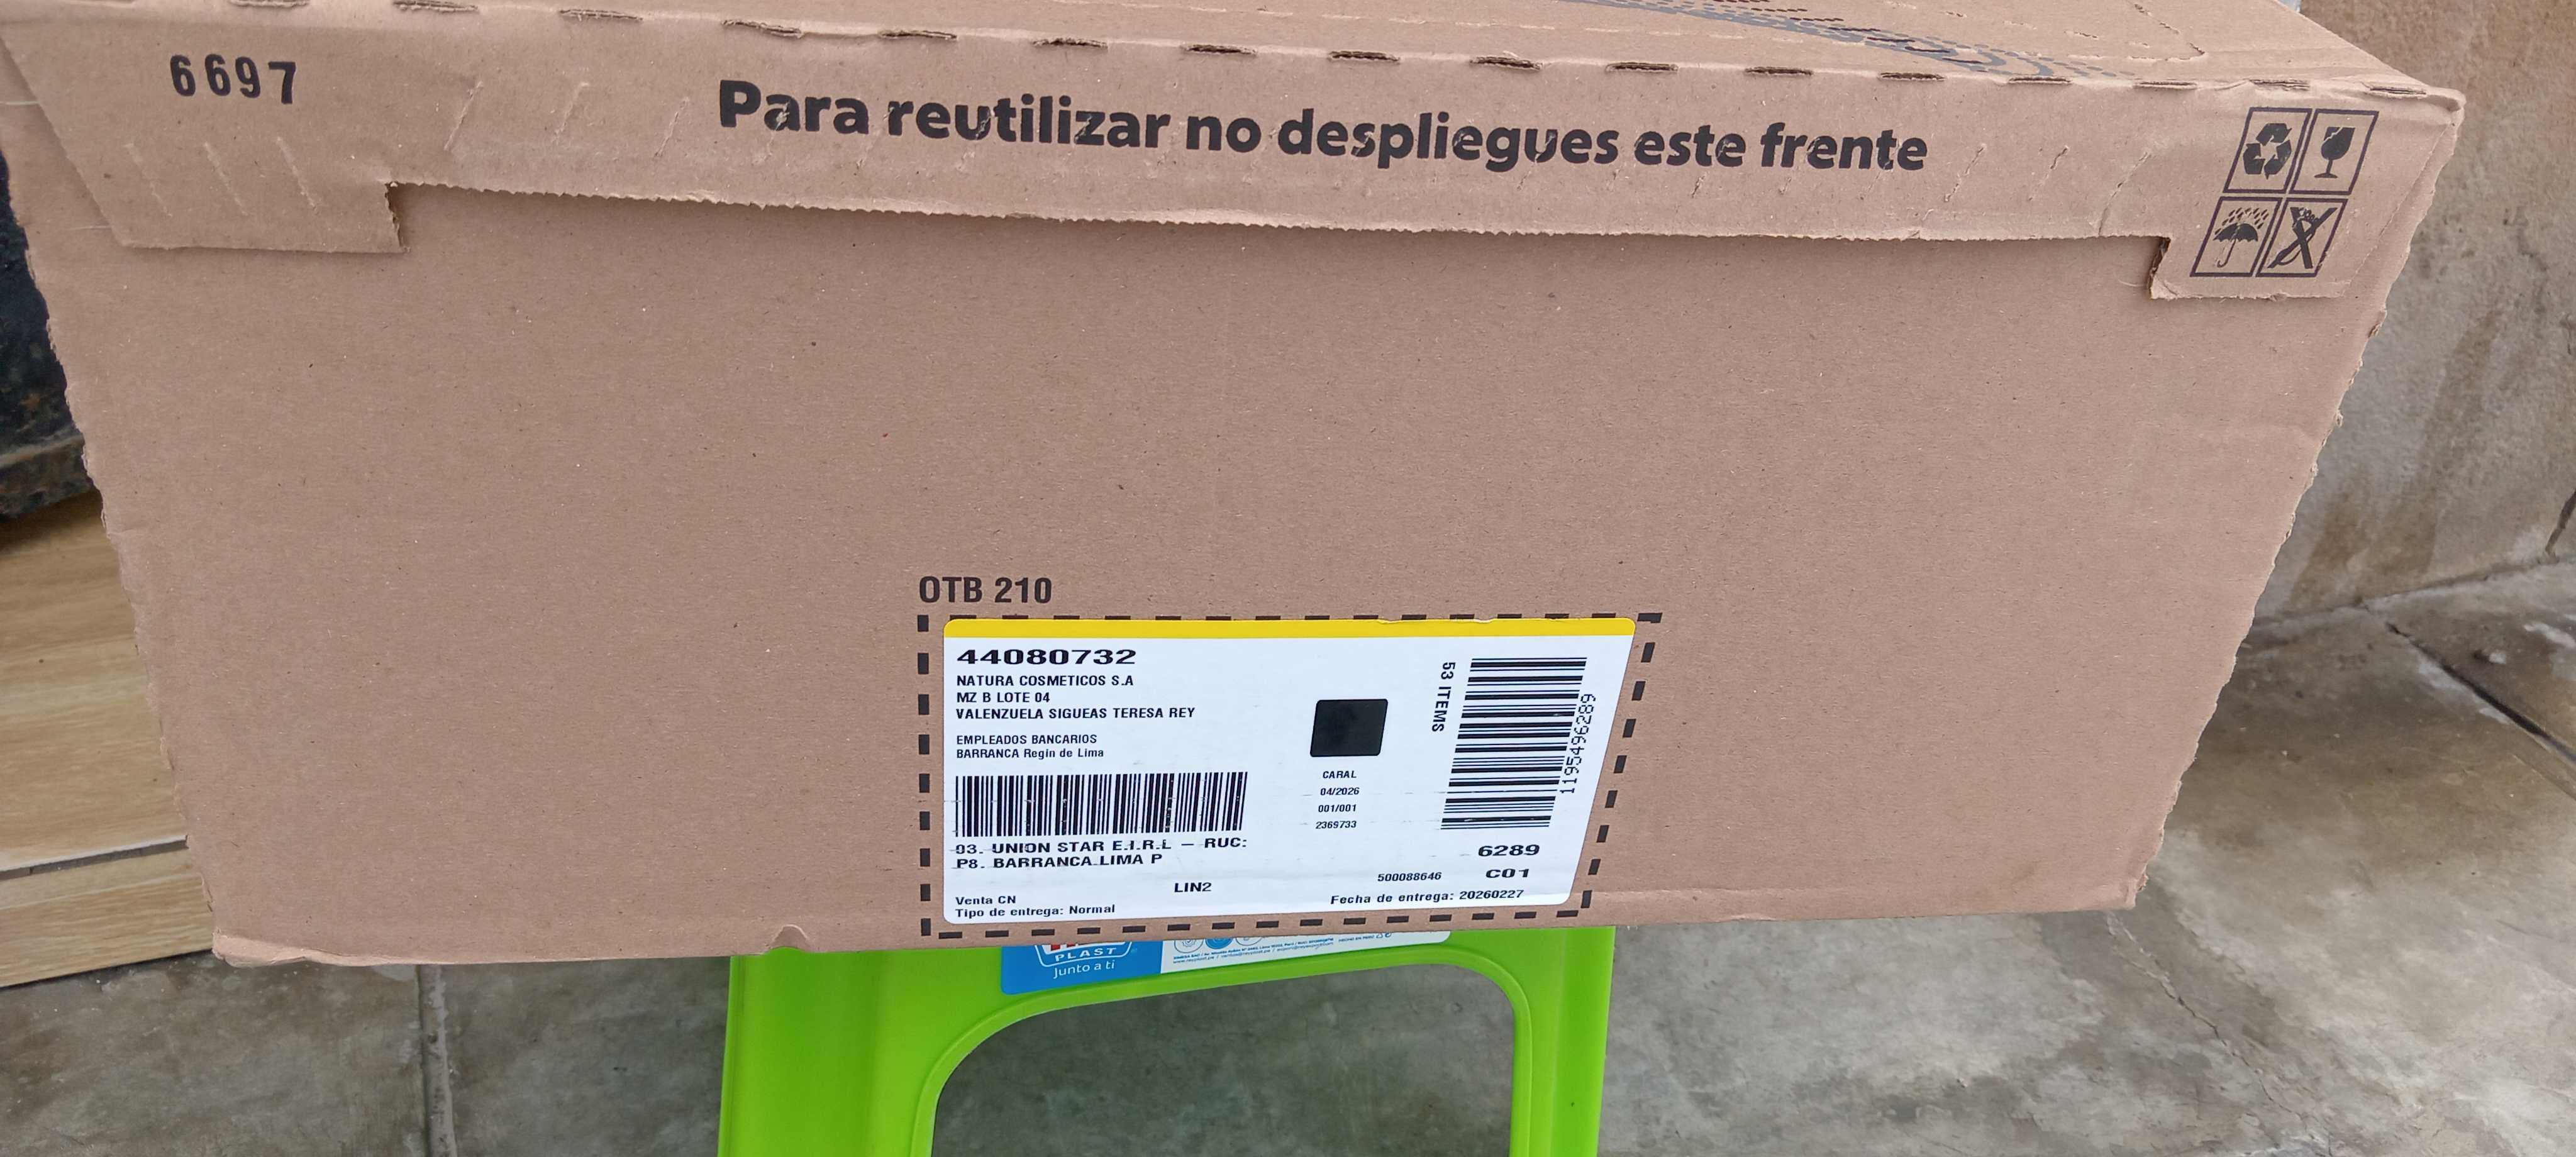 6697
Para reutilizar no despliegues este frente
OTB 210
44080732
NATURA COSMETICOS S.A
MZ B LOTE 04
VALENZUELA SIGUEAS TERESA REY
EMPLEADOS BANCARIOS
BARRANCA Regin de Lima
53 ITEMS
1195496289
CARAL
04/2026
001/001
2369733
03. UNION STAR E.I.R.L – RUC:
P8. BARRANCA LIMA P
6289
LIN2
500088646
C01
Venta CN
Tipo de entrega: Normal
Fecha de entrega: 20260227
PLAST
Junto a ti